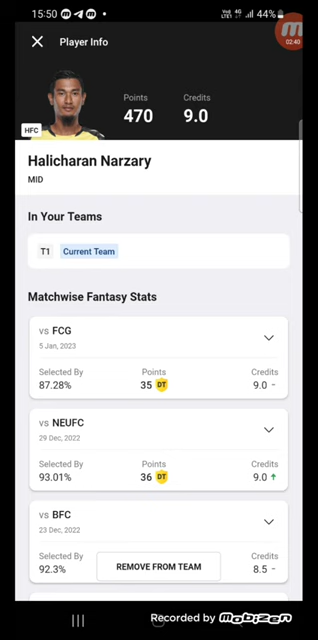 15:50
44%
02:40
Player Info
Points
Credits
470
9.0
HFC
Halicharan Narzary
MID
In Your Teams
T1 Current Team
Matchwise Fantasy Stats
vs FCG
5 Jan, 2023
Selected By Points Credits
87.28% 35 DT 9.0 -
vs NEUFC
29 Dec, 2022
Selected By Points Credits
93.01% 36 DT 9.0
vs BFC
23 Dec, 2022
Selected By Credits
92.3% 8.5 -
REMOVE FROM TEAM
Recorded by Mobizen